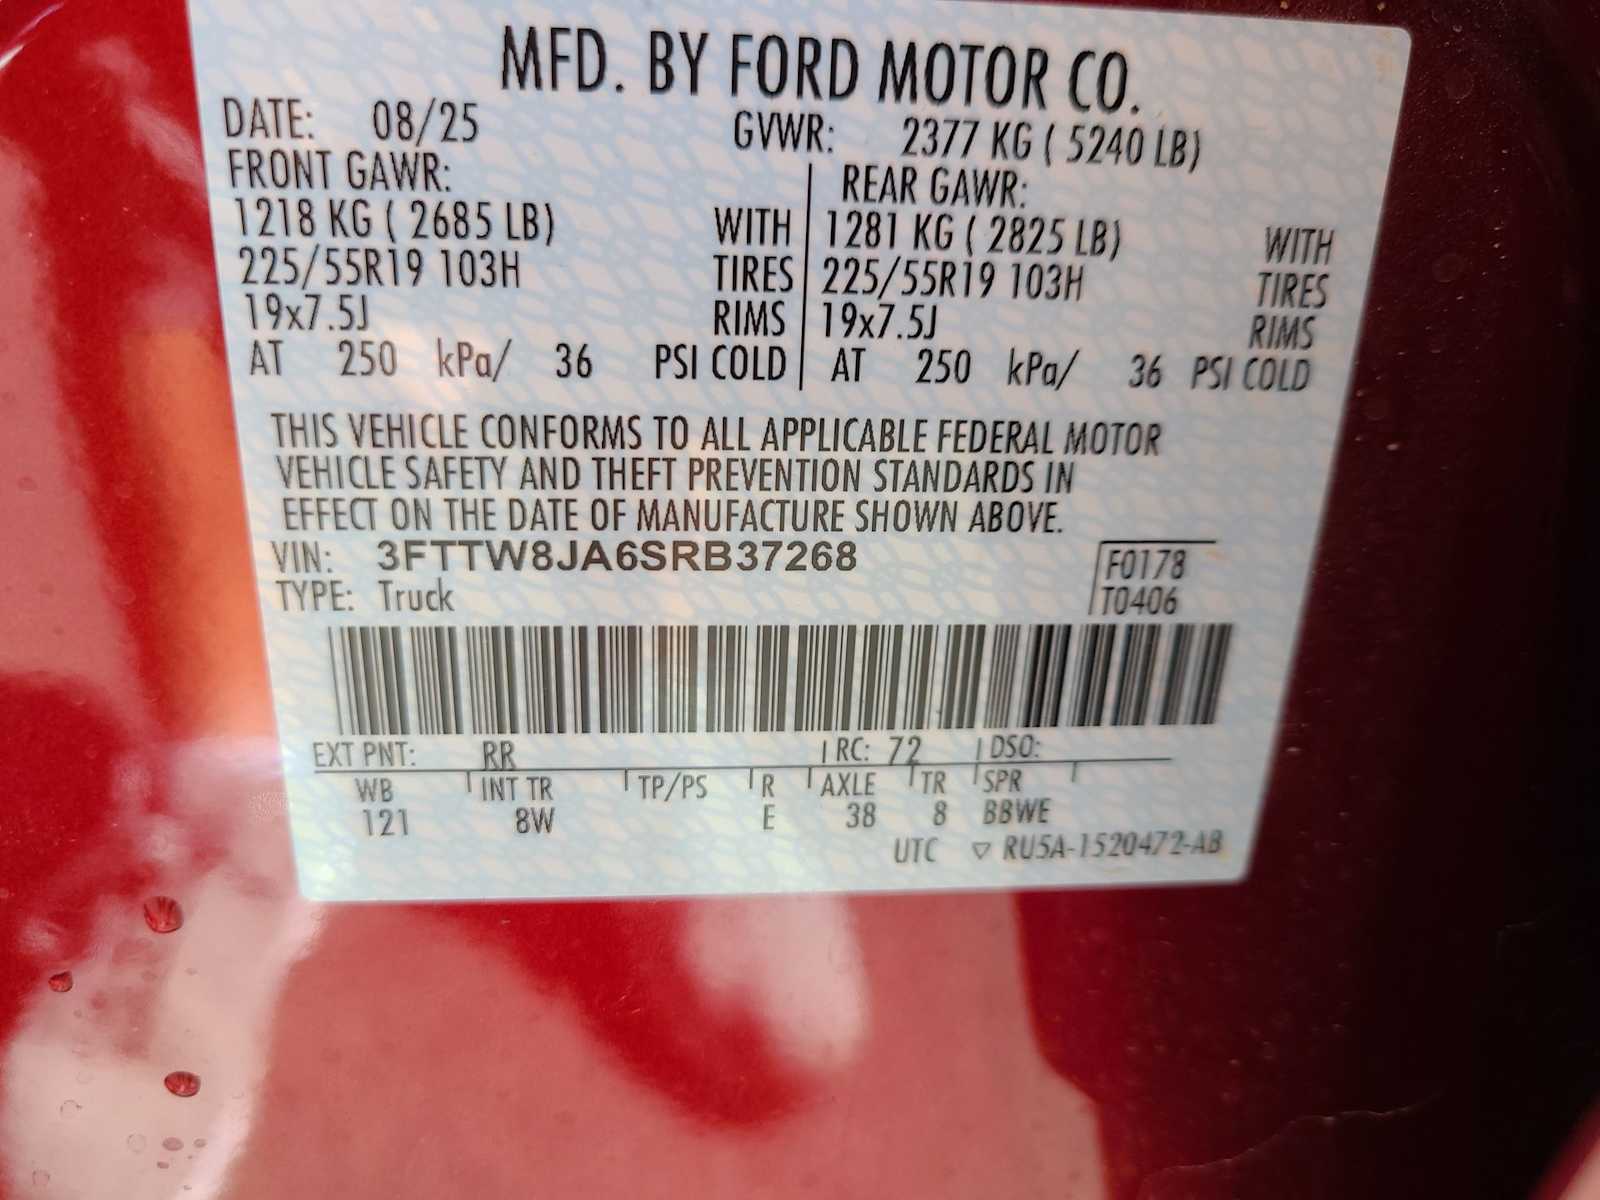 MFD. BY FORD MOTOR CO.
DATE: 08/25 GVWR: 2377 KG ( 5240 LB)
FRONT GAWR: REAR GAWR:
1218 KG ( 2685 LB) WITH 1281 KG ( 2825 LB) WITH
225/55R19 103H TIRES 225/55R19 103H TIRES
19x7.5J RIMS 19x7.5J RIMS
AT 250 kPa/ 36 PSI COLD AT 250 kPa/ 36 PSI COLD
THIS VEHICLE CONFORMS TO ALL APPLICABLE FEDERAL MOTOR
VEHICLE SAFETY AND THEFT PREVENTION STANDARDS IN
EFFECT ON THE DATE OF MANUFACTURE SHOWN ABOVE.
VIN: 3FTTW8JA6SRB37268 F0178
TYPE: Truck T0406
EXT PNT: RR RC: 72 DSO:
WB INT TR TP/PS R AXLE TR SPR
121 8W E 38 8 BBWE
UTC ▽ RU5A-1520472-AB